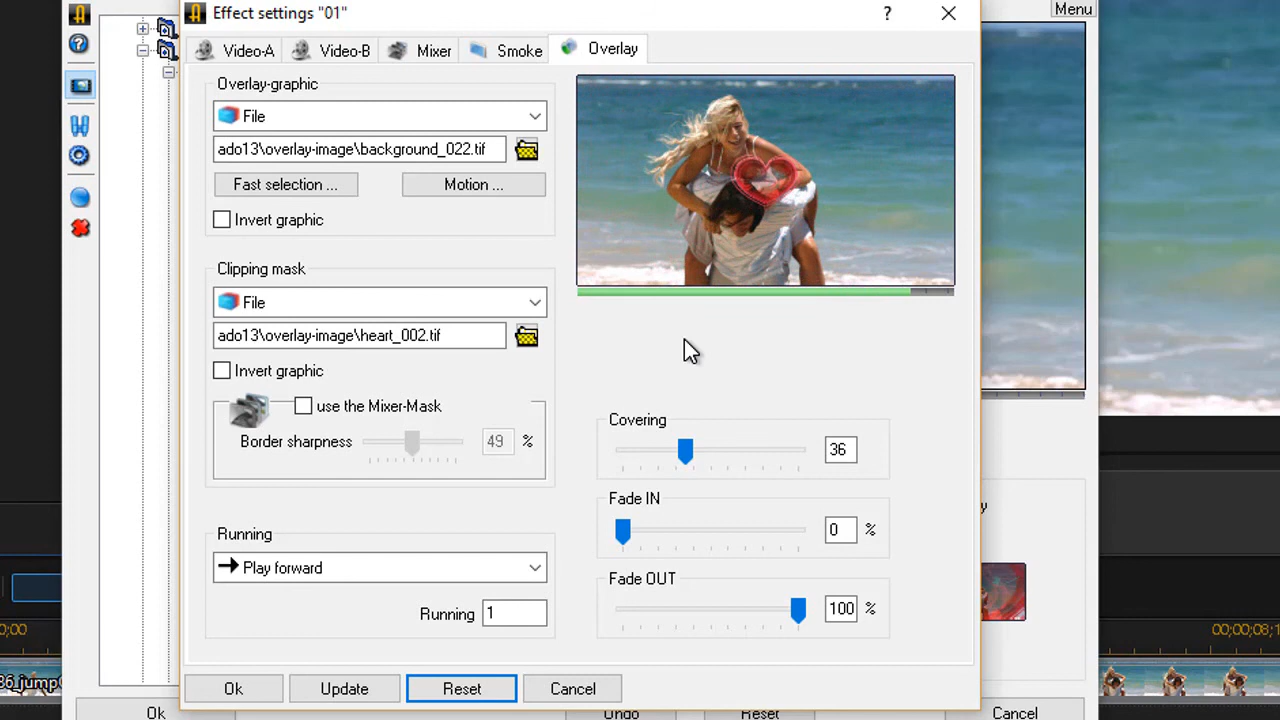 Effect settings "01"
?
Menu
Video-A
Video-B
Mixer
Smoke
Overlay
Overlay-graphic
File
ado13\overlay-image\background_022.tif
Fast selection ...
Motion ...
Invert graphic
Clipping mask
File
ado13\overlay-image\heart_002.tif
Invert graphic
use the Mixer-Mask
Border sharpness
49
%
Covering
36
Fade IN
0
%
Fade OUT
100
%
Running
Play forward
Running
1
Ok
Update
Reset
Cancel
Ok
Undo
Reset
Cancel
y
0;00
00;00;08;1
86_jump